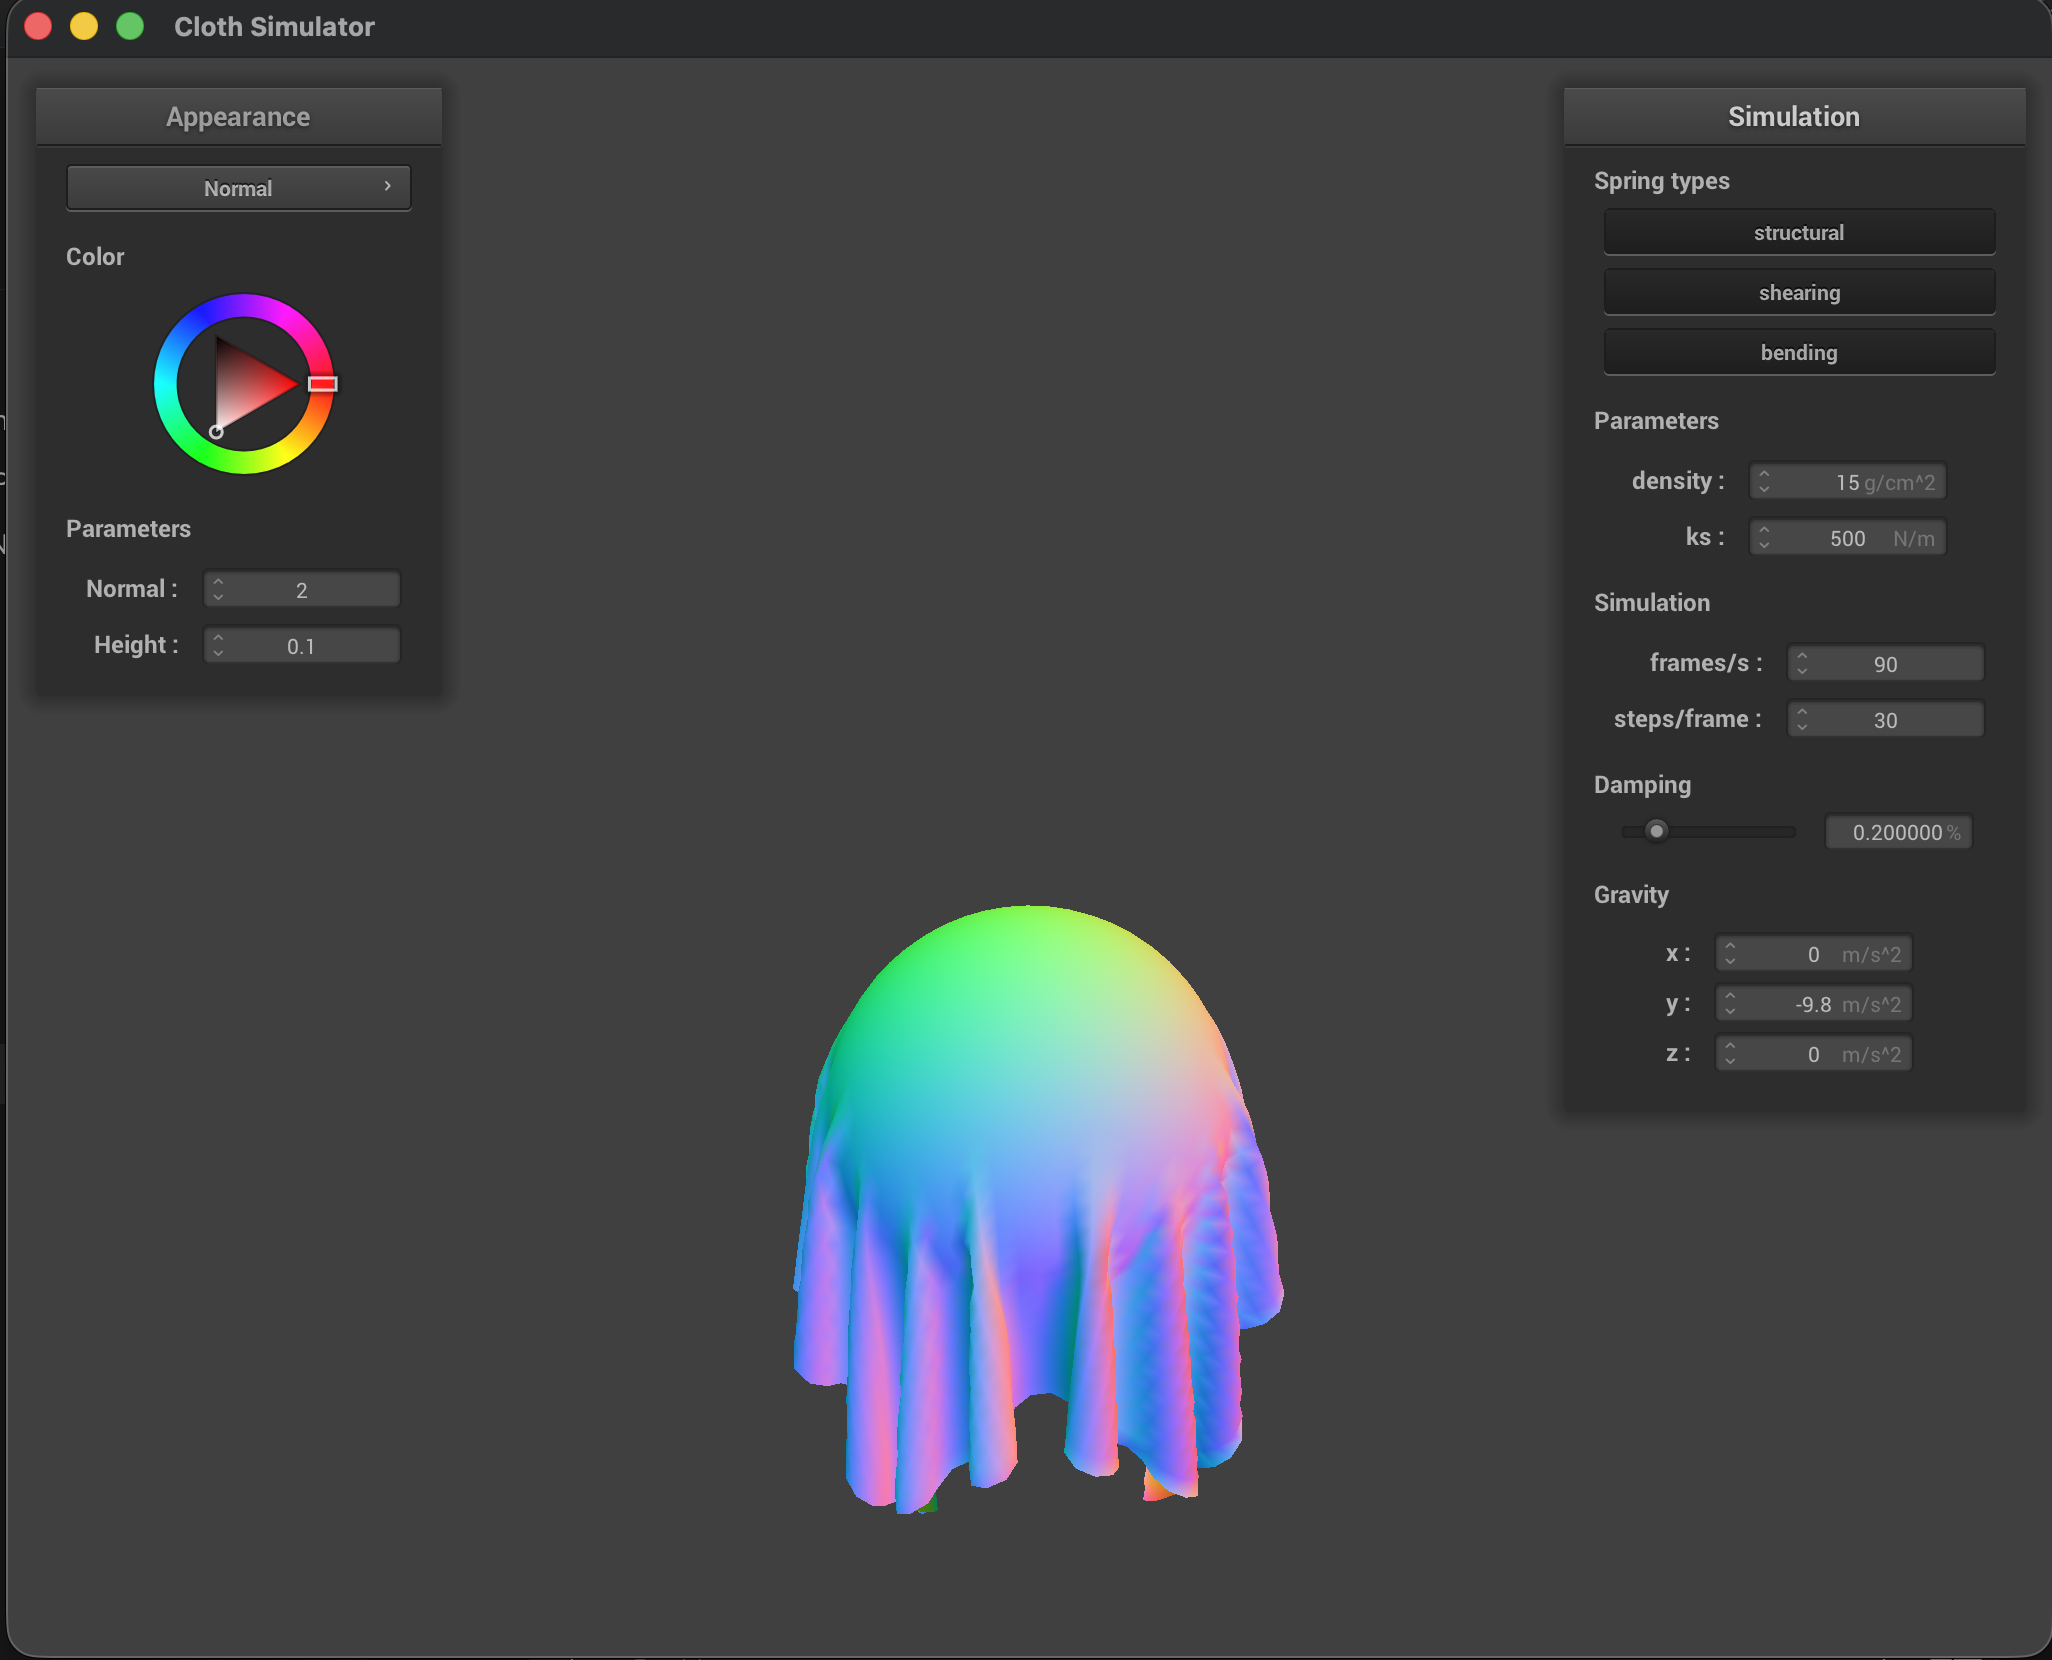 Cloth Simulator
Appearance
Normal
Color
Parameters
Normal : 2
Height : 0.1
Simulation
Spring types
structural
shearing
bending
Parameters
density : 15 g/cm^2
ks : 500 N/m
Simulation
frames/s : 90
steps/frame : 30
Damping
0.200000 %
Gravity
x : 0 m/s^2
y : -9.8 m/s^2
z : 0 m/s^2